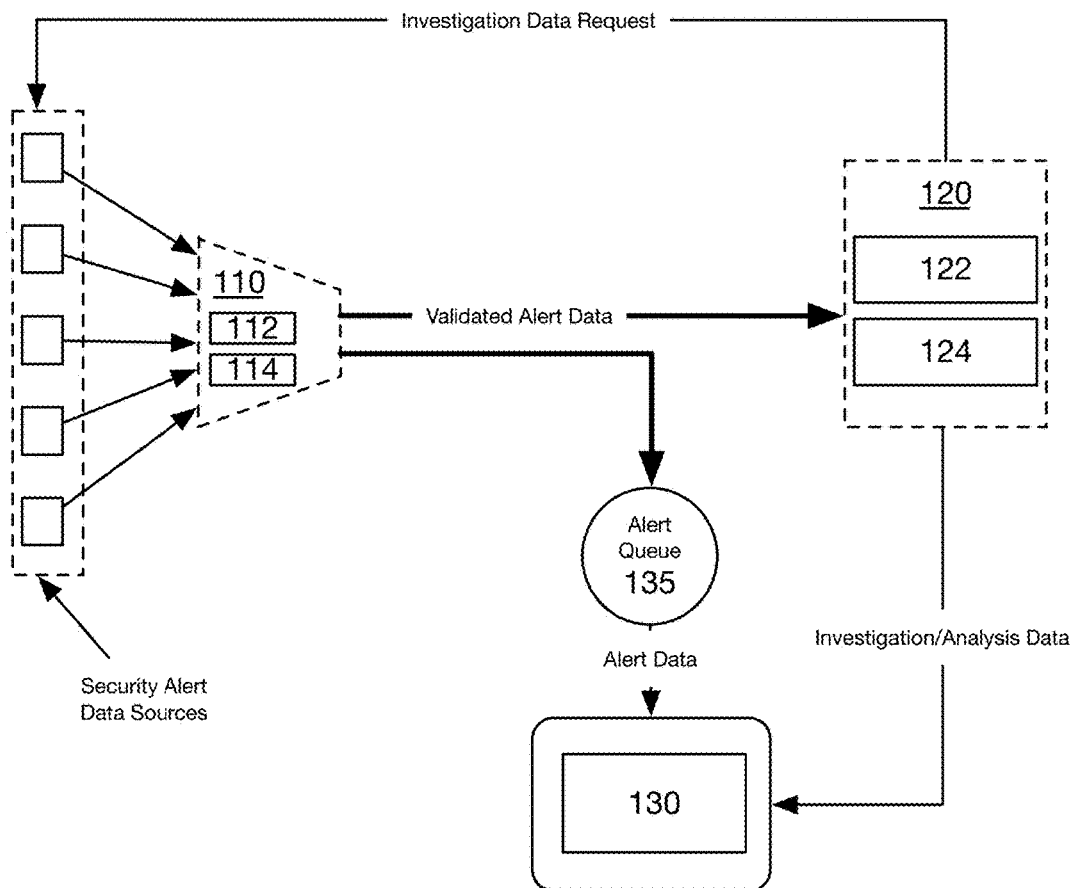 Investigation Data Request
120
122
124
110
112
114
Validated Alert Data
Alert
Queue
135
Alert Data
Investigation/Analysis Data
Security Alert
Data Sources
130